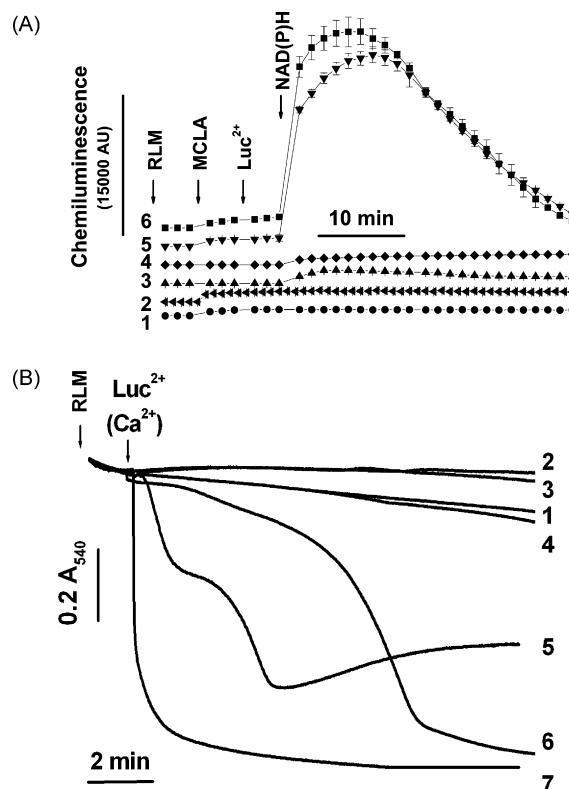 (A)
Chemiluminescence
(15000 AU)
RLM
MCLA
Luc²⁺
NAD(P)H
10 min
6
5
4
3
2
1
(B)
RLM
Luc²⁺
(Ca²⁺)
0.2 A₅₄₀
2 min
2
3
1
4
5
6
7